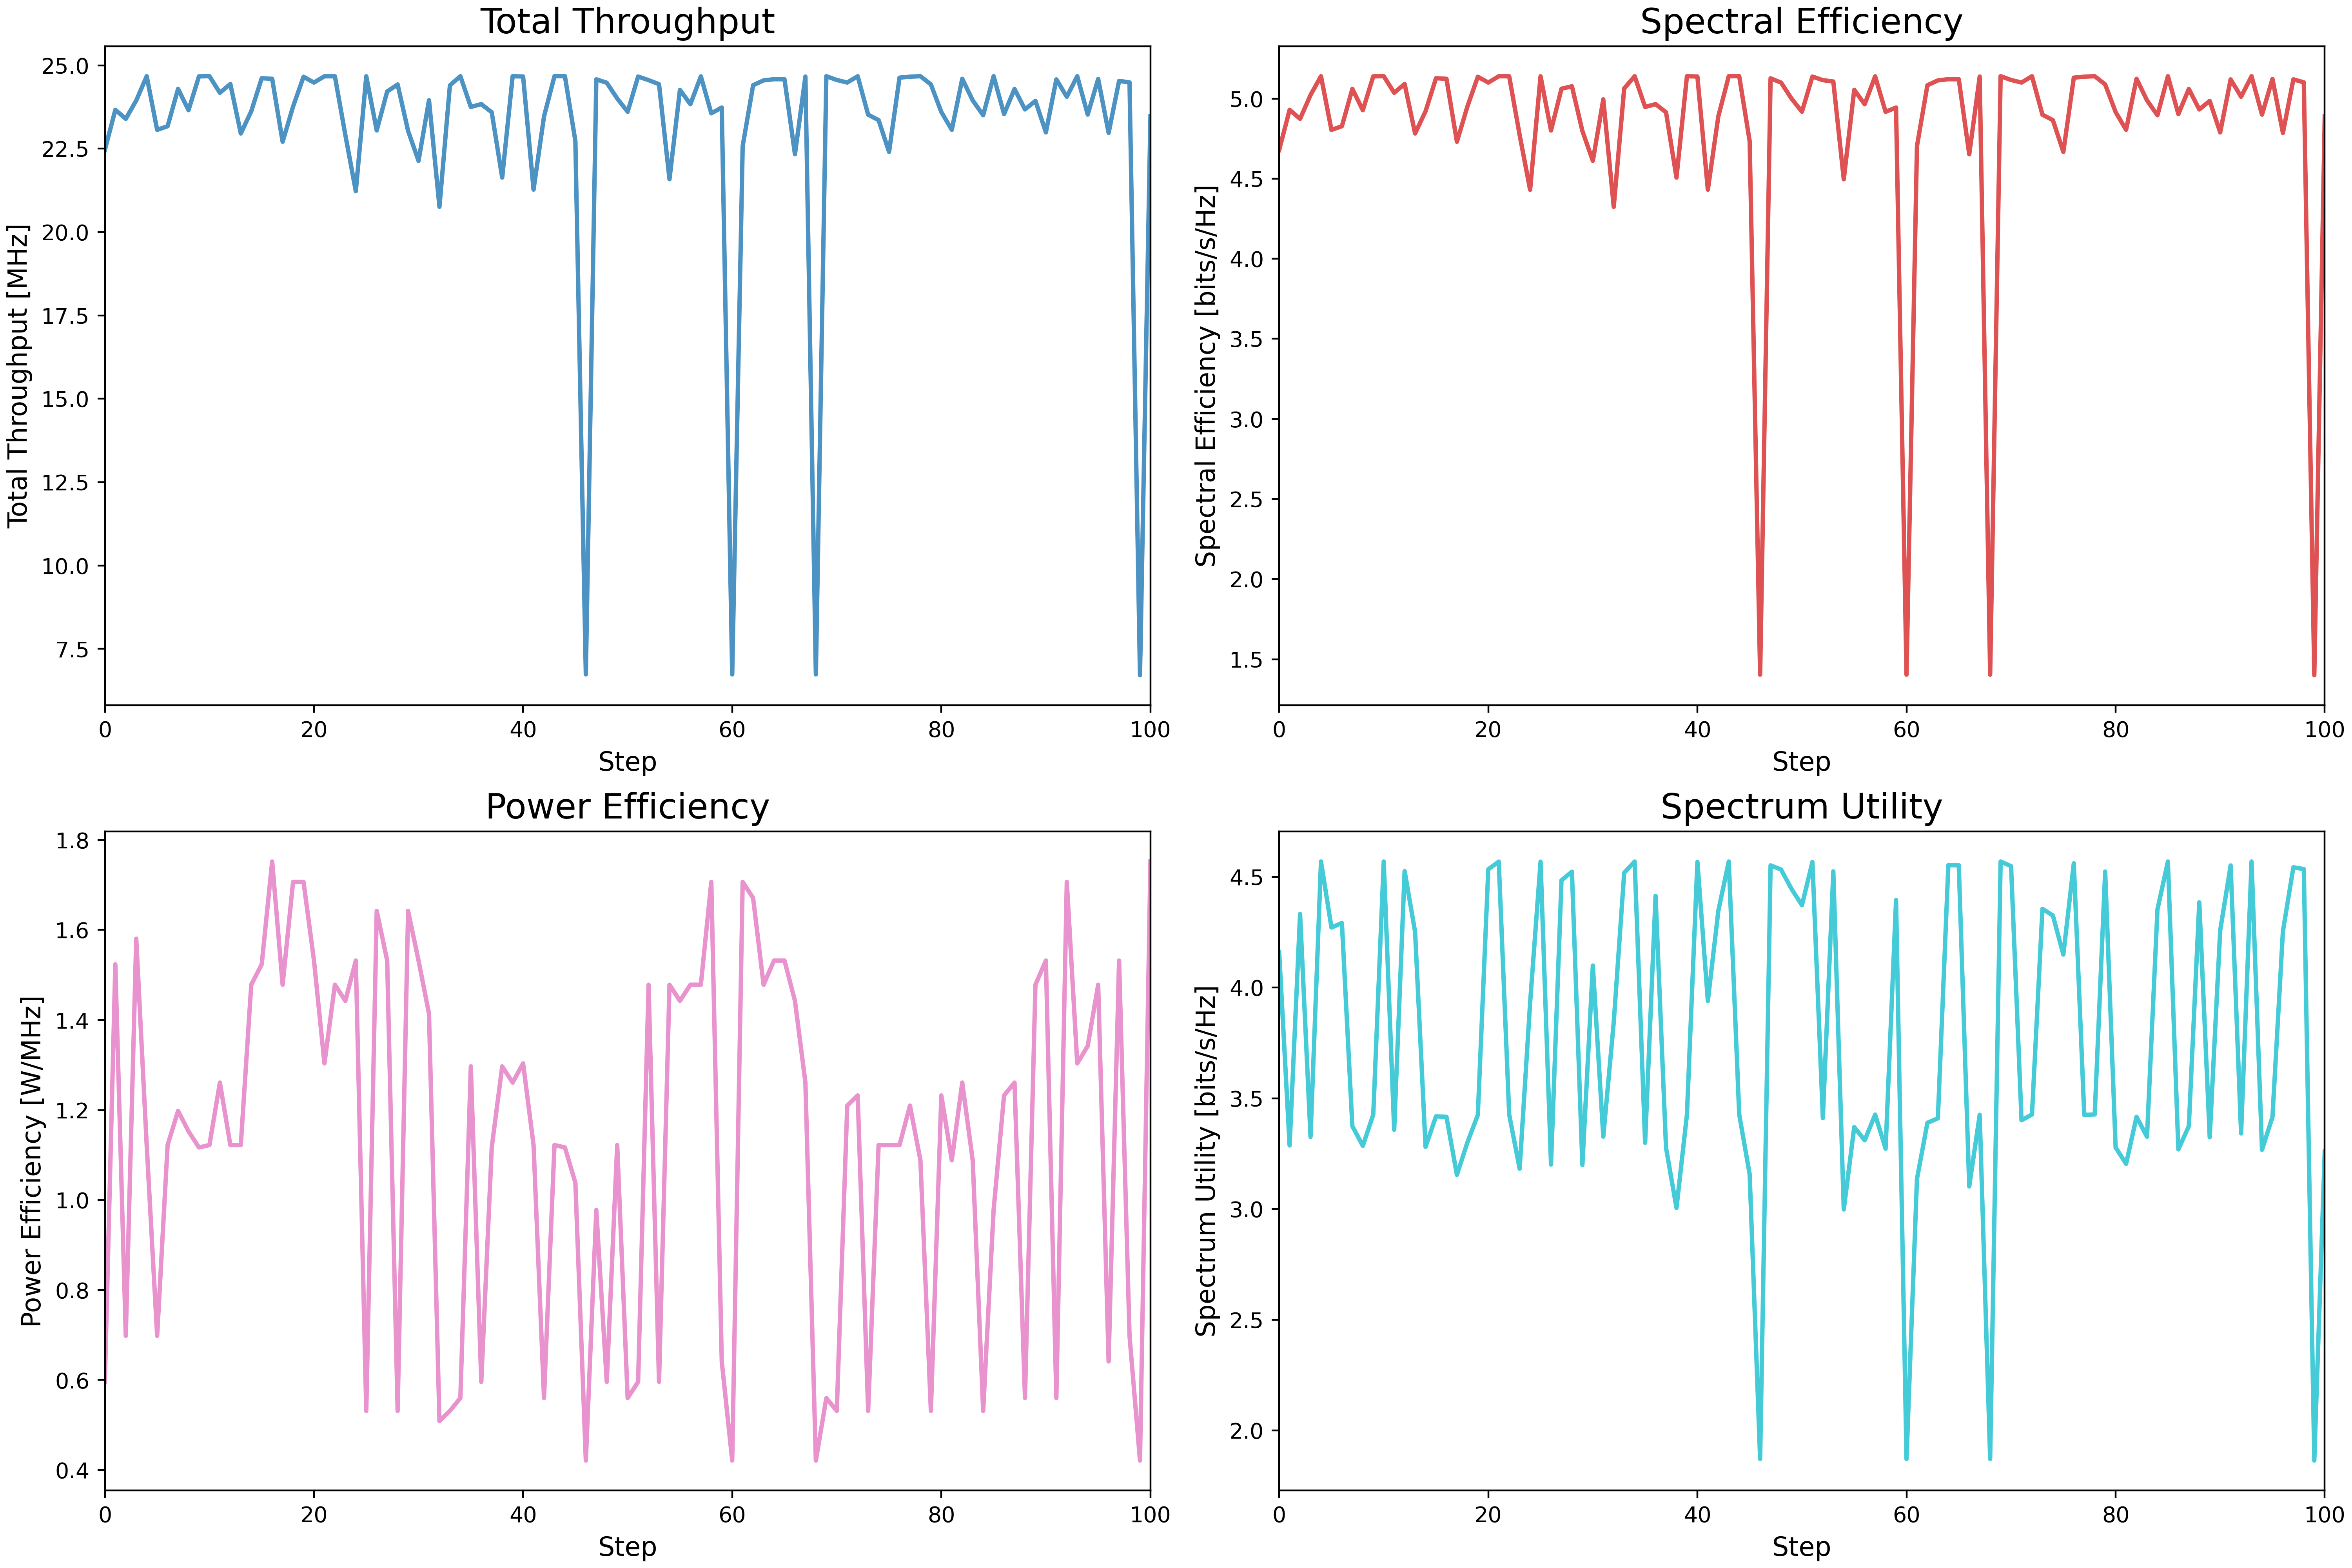 Total Throughput
Total Throughput [MHz]
25.0
22.5
20.0
17.5
15.0
12.5
10.0
7.5
0 20 40 60 80 100
Step
Spectral Efficiency
Spectral Efficiency [bits/s/Hz]
5.0
4.5
4.0
3.5
3.0
2.5
2.0
1.5
0 20 40 60 80 100
Step
Power Efficiency
Power Efficiency [W/MHz]
1.8
1.6
1.4
1.2
1.0
0.8
0.6
0.4
0 20 40 60 80 100
Step
Spectrum Utility
Spectrum Utility [bits/s/Hz]
4.5
4.0
3.5
3.0
2.5
2.0
0 20 40 60 80 100
Step